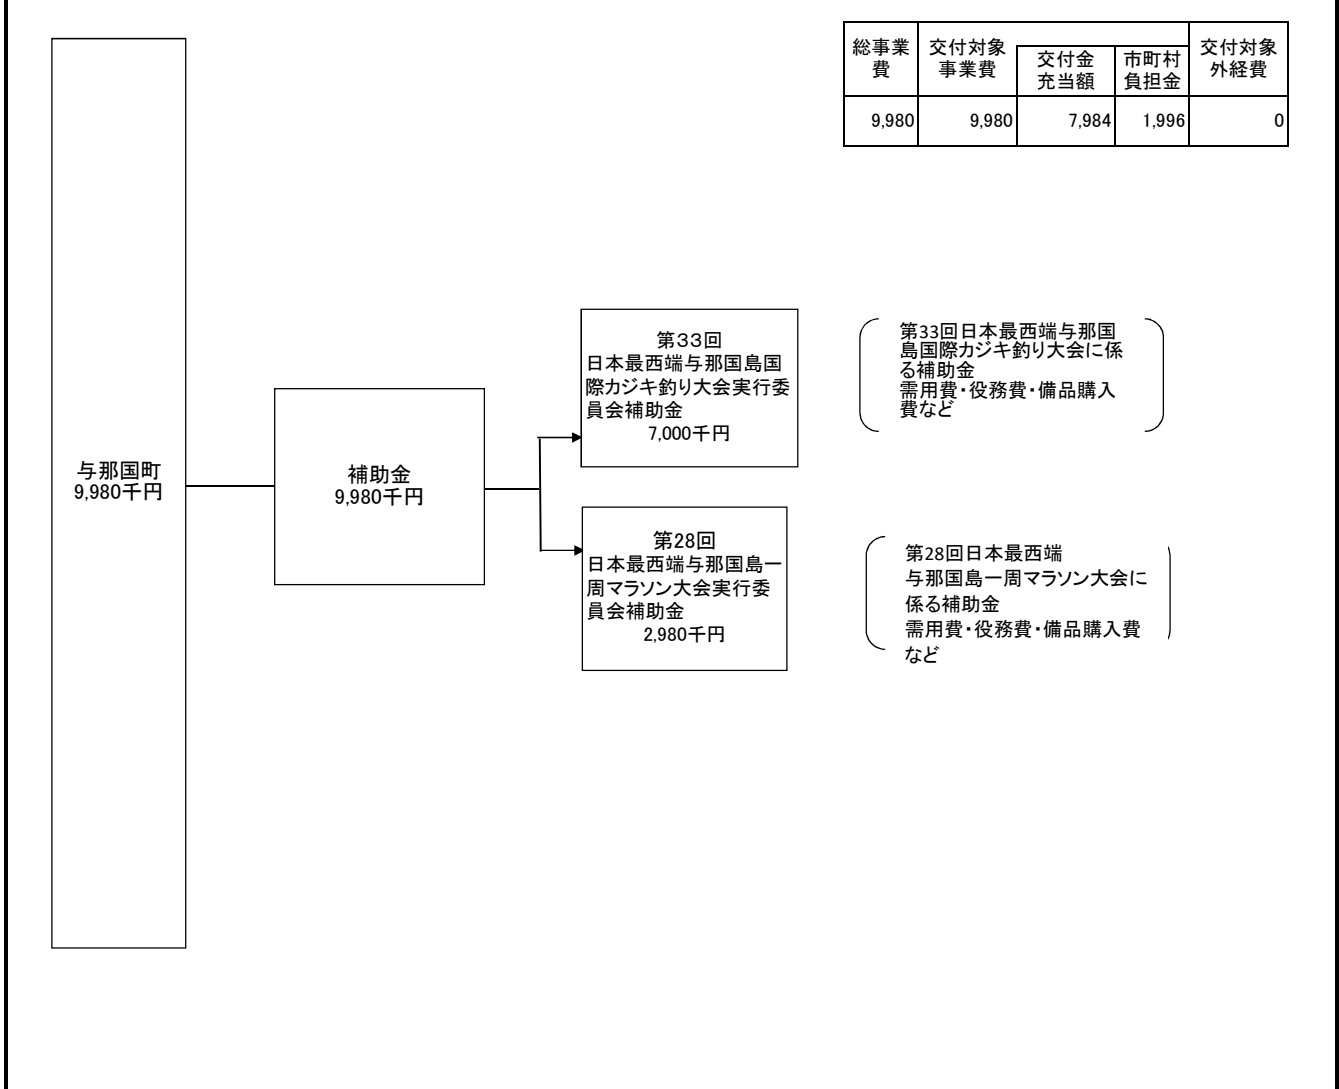 総事業
費
交付対象
事業費
交付金
充当額
市町村
負担金
交付対象
外経費
9,980
9,980
7,984
1,996
0
与那国町
9,980千円
補助金
9,980千円
第３３回
日本最西端与那国島国
際カジキ釣り大会実行委
員会補助金
7,000千円
第33回日本最西端与那国
島国際カジキ釣り大会に係
る補助金
需用費・役務費・備品購入
費など
第28回
日本最西端与那国島一
周マラソン大会実行委
員会補助金
2,980千円
第28回日本最西端
与那国島一周マラソン大会に
係る補助金
需用費・役務費・備品購入費
など